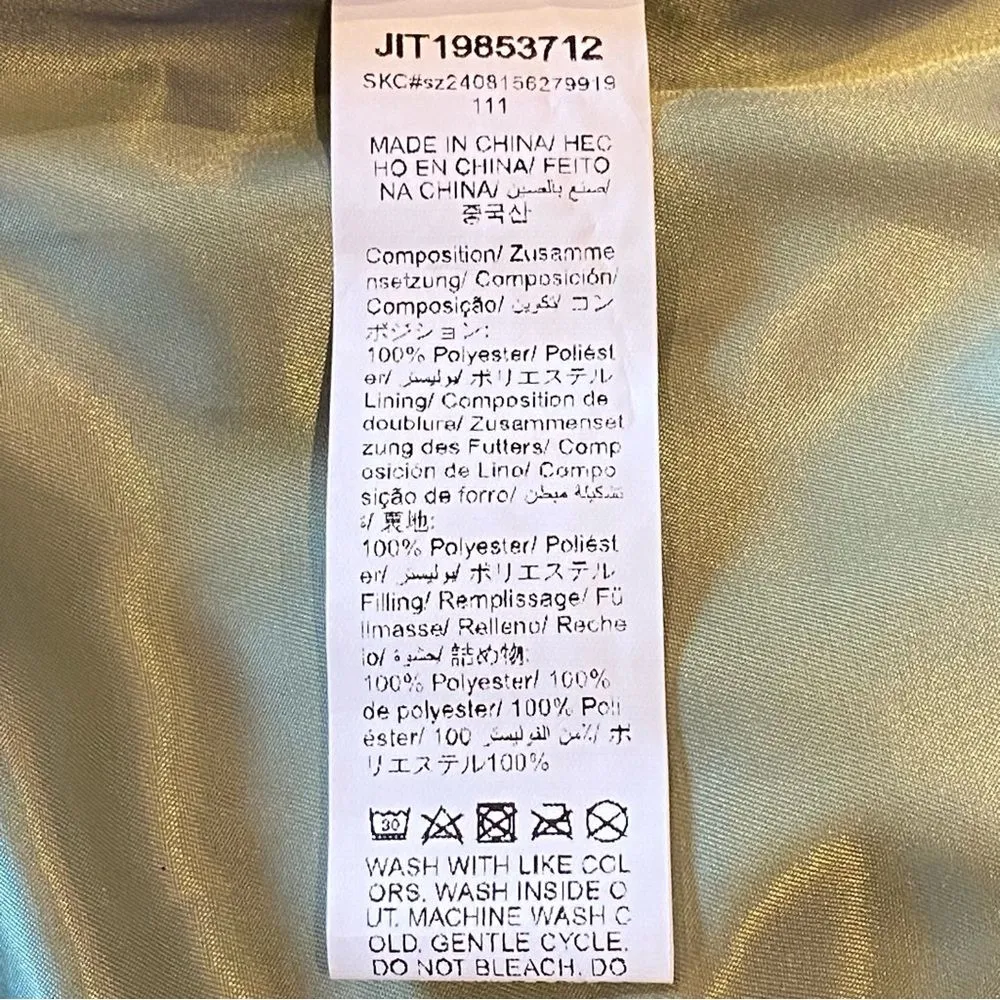 JIT19853712
SKC#sz2408156279919
111
MADE IN CHINA/ HEC
HO EN CHINA/ FEITO
NA CHINA/ صنع بالصين/
중국산
Composition/ Zusamme
nsetzung/ Composición/
Composição/ تكوين/ コン
ポジション:
100% Polyester/ Poliést
er/ بوليستر/ ポリエステル
Lining/ Composition de
doublure/ Zusammenset
zung des Futters/ Comp
osición de Lino/ Compo
sição de forro/ تشكيلة مبطن
ة/ 裏地:
100% Polyester/ Poliést
er/ بوليستر/ ポリエステル
Filling/ Remplissage/ Fü
llmasse/ Relleno/ Reche
io/ حشوة/ 詰め物:
100% Polyester/ 100%
de polyester/ 100% Poli
éster/ 100٪ من البوليستر/ ポ
リエステル100%
30
WASH WITH LIKE COL
ORS. WASH INSIDE O
UT. MACHINE WASH C
OLD. GENTLE CYCLE.
DO NOT BLEACH. DO